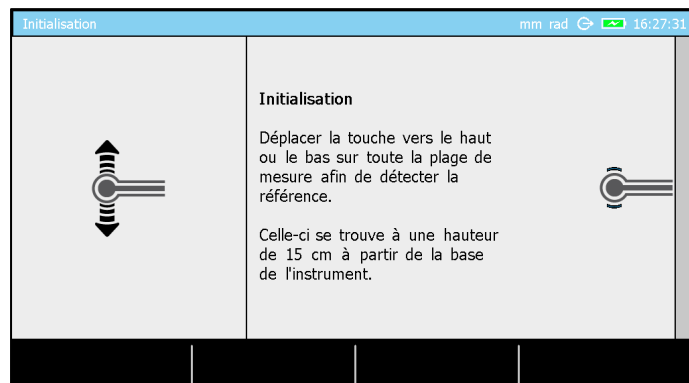 Initialisation
mm rad 16:27:31
Initialisation
Déplacer la touche vers le haut
ou le bas sur toute la plage de
mesure afin de détecter la
référence.
Celle-ci se trouve à une hauteur
de 15 cm à partir de la base
de l'instrument.